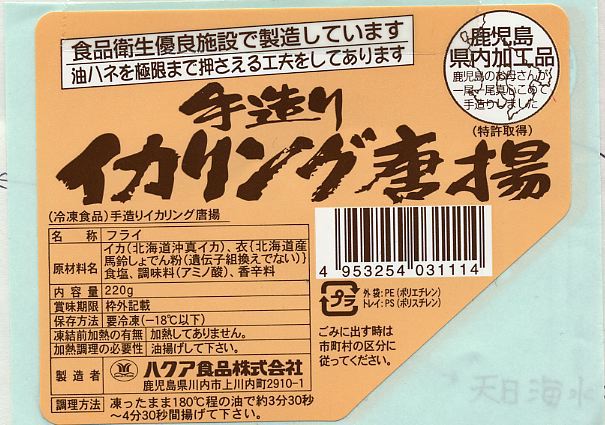 食品衛生優良施設で製造しています
油ハネを極限まで押さえる工夫をしてあります
鹿児島
県内加工品
鹿児島のお母さんが
一尾一尾真心こめて
手造りしました
(特許取得)
手造り
イカリング唐揚
(冷凍食品)手造りイカリング唐揚
名 称 フライ
原材料名 イカ(北海道沖真イカ)、衣{北海道産
馬鈴しょでん粉(遺伝子組換えでない)}
食塩、調味料(アミノ酸)、香辛料
内 容 量 220g
賞味期限 枠外記載
保存方法 要冷凍(−18℃以下)
凍結前加熱の有無 加熱してありません。
加熱調理の必要性 油揚げして下さい。
製 造 者 ハクア食品株式会社
鹿児島県川内市上川内町2910-1
調理方法 凍ったまま180℃程の油で約3分30秒
〜4分30秒間揚げて下さい。
4 953254 031114
プラ
外 袋:PE(ポリエチレン)
トレイ:PS(ポリスチレン)
ごみに出す時は
市町村の区分に
従ってください。
天日海水